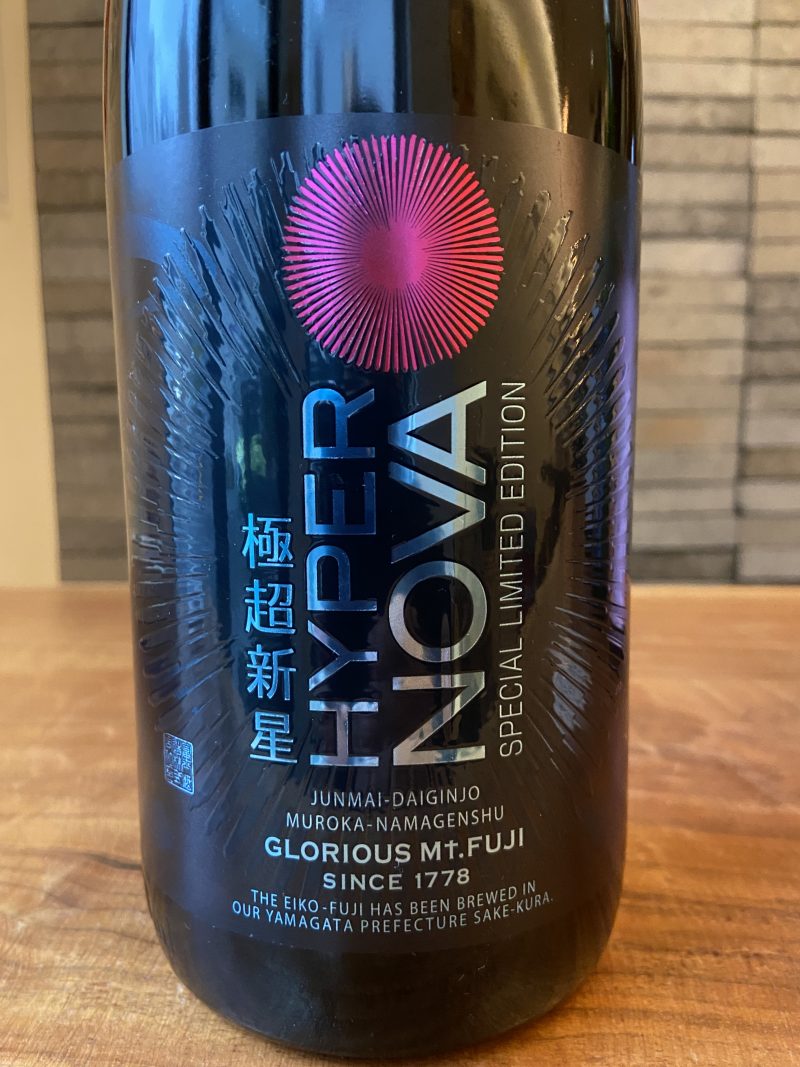 極超新星
HYPER
NOVA
SPECIAL LIMITED EDITION
JUNMAI-DAIGINJO
MUROKA-NAMAGENSHU
GLORIOUS Mt.FUJI
SINCE 1778
THE EIKO-FUJI HAS BEEN BREWED IN
OUR YAMAGATA PREFECTURE SAKE-KURA.